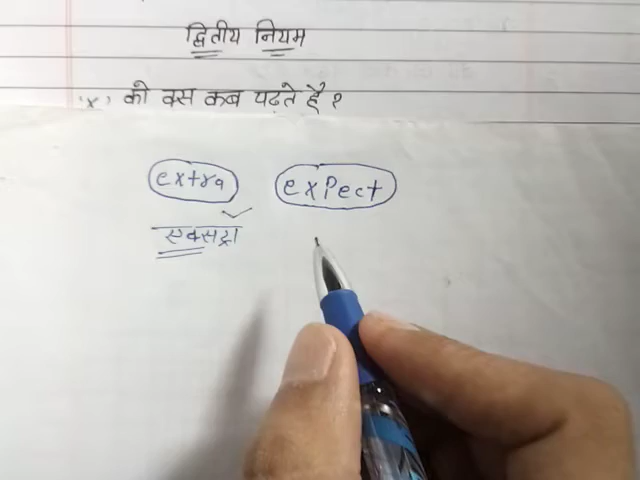 द्वितीय नियम
'x' को क्स कब पढ़ते है ?
extra expect
एक्सट्रा